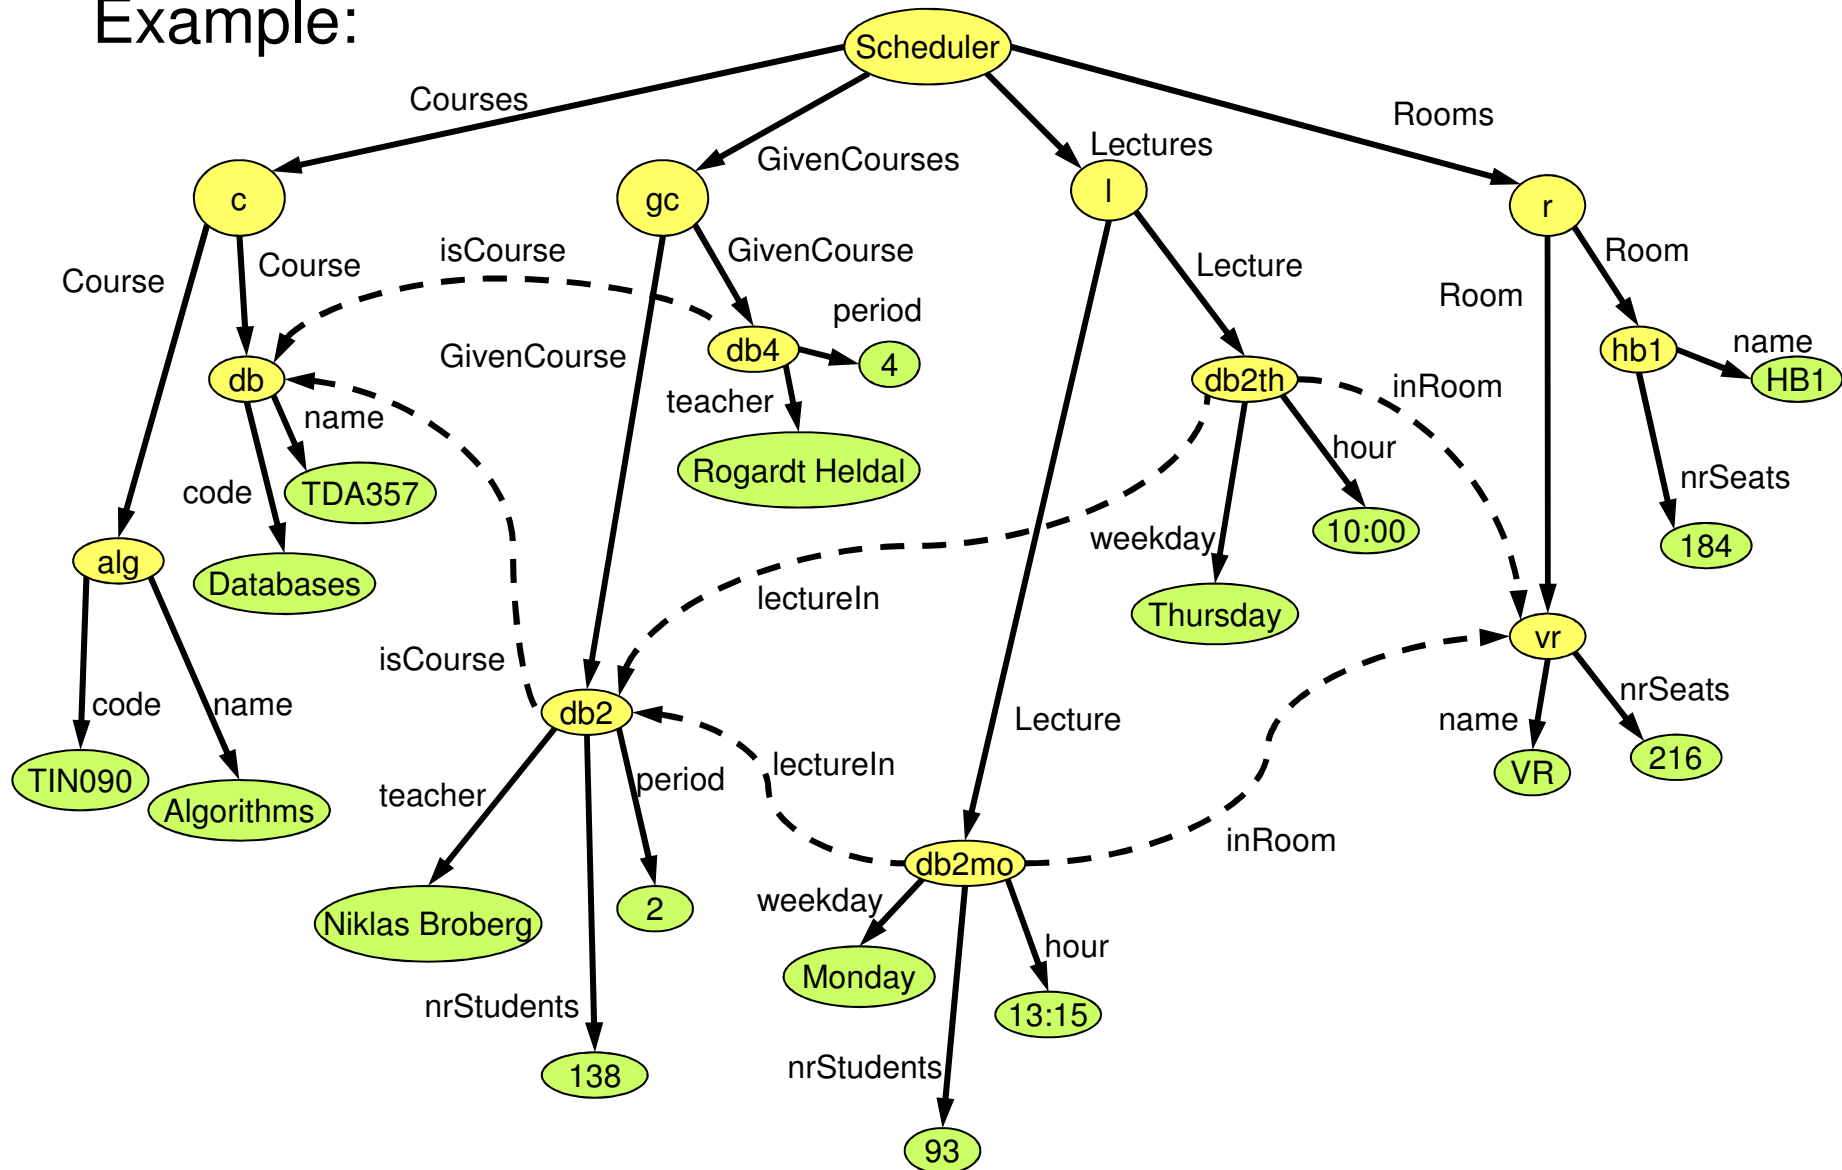 Example:
Scheduler
Courses
Rooms
GivenCourses
Lectures
c
gc
l
r
Course
Course
isCourse
GivenCourse
Lecture
Room
Room
period
GivenCourse
db
db4
4
db2th
inRoom
hb1
name
HB1
name
teacher
hour
code
TDA357
Rogardt Heldal
nrSeats
weekday
10:00
184
alg
Databases
lectureIn
Thursday
vr
isCourse
code
name
db2
Lecture
name
nrSeats
TIN090
Algorithms
teacher
period
lectureIn
VR
216
inRoom
db2mo
weekday
Niklas Broberg
2
Monday
hour
nrStudents
13:15
138
nrStudents
93